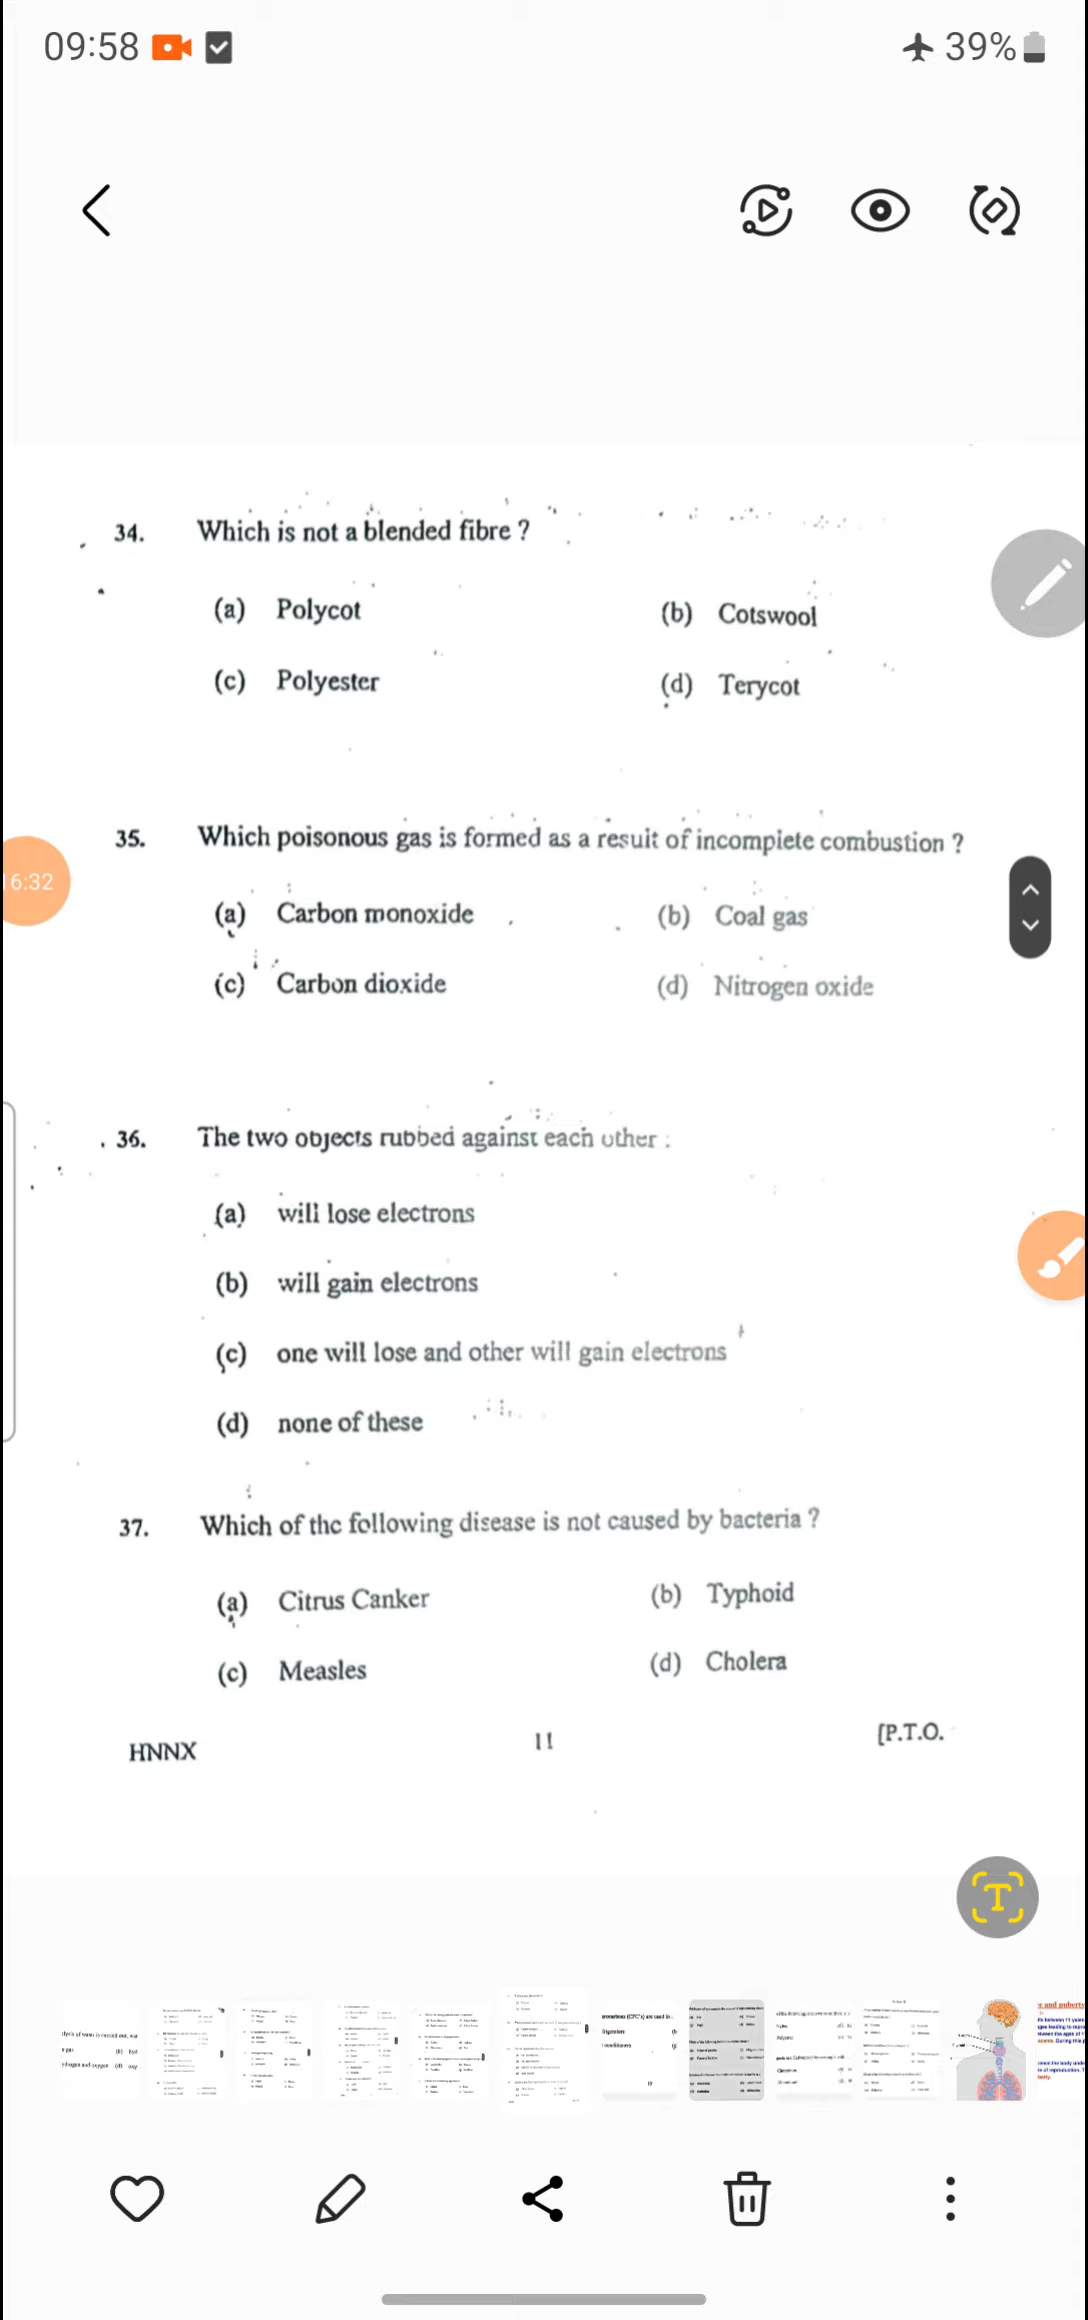 09:58
39%
34. Which is not a blended fibre ?
(a) Polycot (b) Cotswool
(c) Polyester (d) Terycot
35. Which poisonous gas is formed as a result of incomplete combustion ?
16:32
(a) Carbon monoxide (b) Coal gas
(c) Carbon dioxide (d) Nitrogen oxide
36. The two objects rubbed against each other :
(a) will lose electrons
(b) will gain electrons
(c) one will lose and other will gain electrons
(d) none of these
37. Which of the following disease is not caused by bacteria ?
(a) Citrus Canker (b) Typhoid
(c) Measles (d) Cholera
HNNX 11 [P.T.O.
T